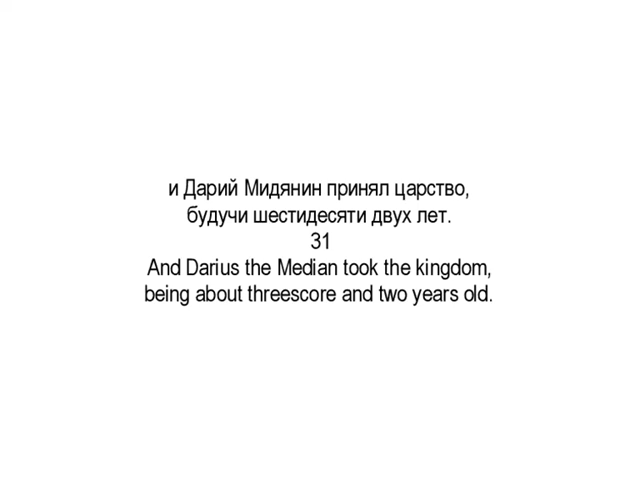 и Дарий Мидянин принял царство,
будучи шестидесяти двух лет.
31
And Darius the Median took the kingdom,
being about threescore and two years old.